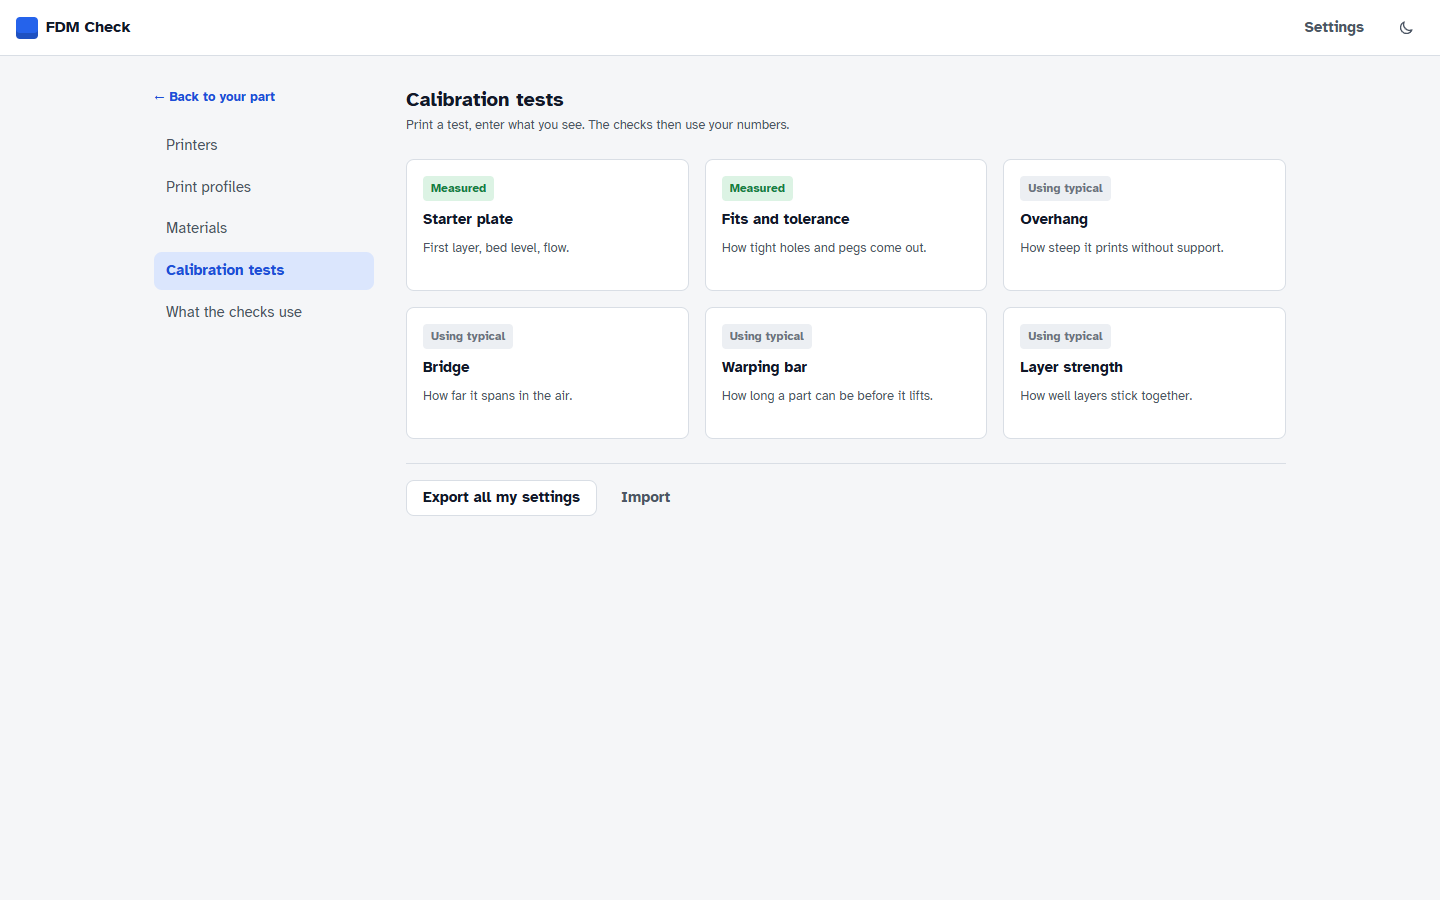 FDM Check
Settings
← Back to your part
Printers
Print profiles
Materials
Calibration tests
What the checks use
Calibration tests
Print a test, enter what you see. The checks then use your numbers.
Measured
Starter plate
First layer, bed level, flow.
Measured
Fits and tolerance
How tight holes and pegs come out.
Using typical
Overhang
How steep it prints without support.
Using typical
Bridge
How far it spans in the air.
Using typical
Warping bar
How long a part can be before it lifts.
Using typical
Layer strength
How well layers stick together.
Export all my settings
Import